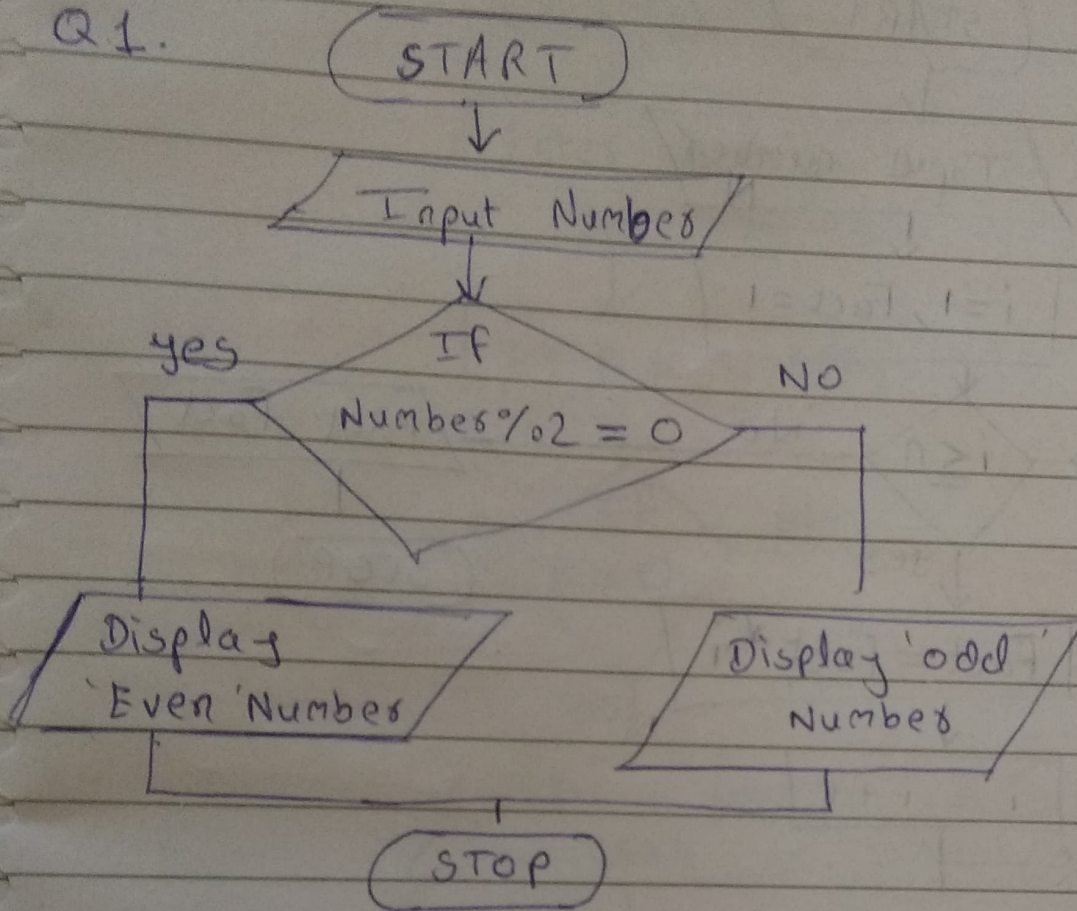 Q1.
START
Input Number
If
yes
NO
Number%2 = 0
Display
'Even' Number
Display 'odd'
Number
STOP